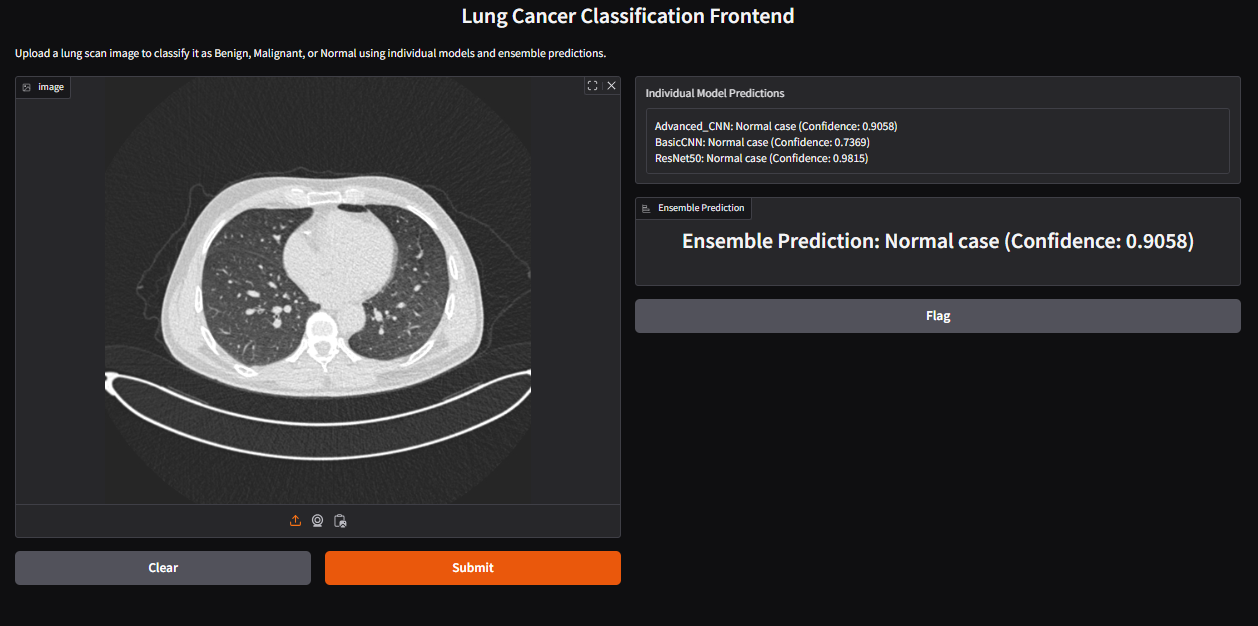 Lung Cancer Classification Frontend
Upload a lung scan image to classify it as Benign, Malignant, or Normal using individual models and ensemble predictions.
image
Individual Model Predictions
Advanced_CNN: Normal case (Confidence: 0.9058)
BasicCNN: Normal case (Confidence: 0.7369)
ResNet50: Normal case (Confidence: 0.9815)
Ensemble Prediction
Ensemble Prediction: Normal case (Confidence: 0.9058)
Flag
Clear
Submit